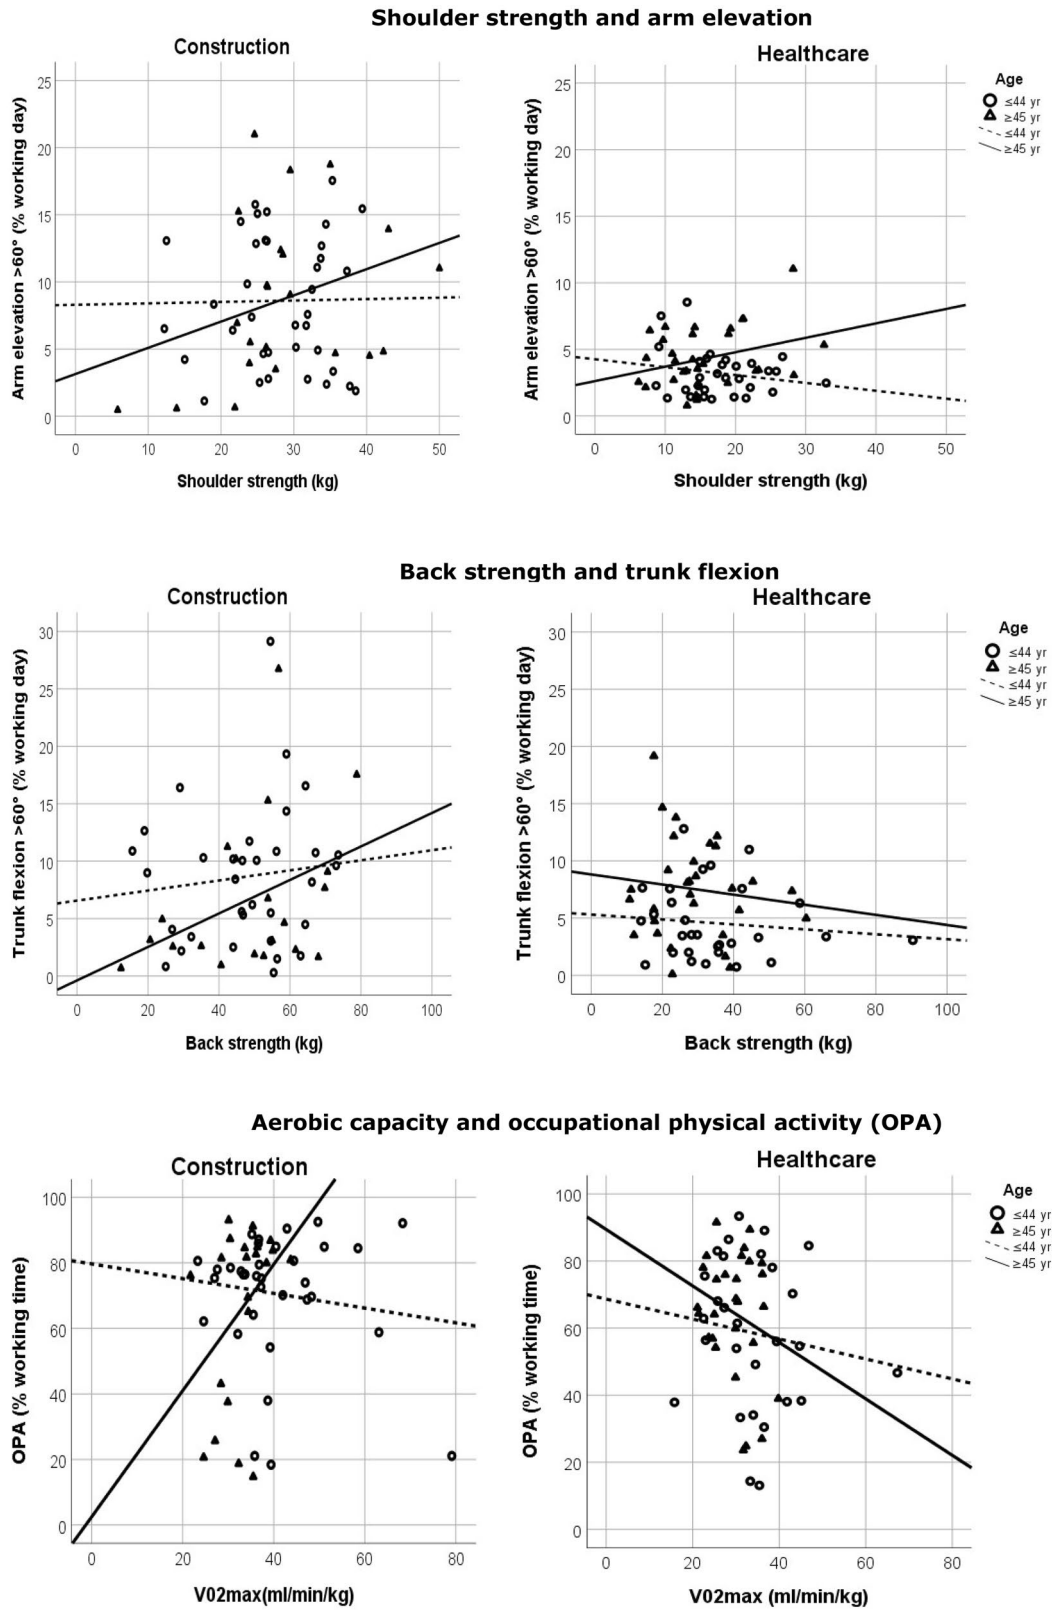 Shoulder strength and arm elevation
Construction
Healthcare
Arm elevation >60° (% working day)
25
20
15
10
5
0
0 10 20 30 40 50
Shoulder strength (kg)
Arm elevation >60° (% working day)
25
20
15
10
5
0
0 10 20 30 40 50
Shoulder strength (kg)
Age
≤44 yr
≥45 yr
≤44 yr
≥45 yr
Back strength and trunk flexion
Construction
Healthcare
Trunk flexion >60° (% working day)
30
25
20
15
10
5
0
0 20 40 60 80 100
Back strength (kg)
Trunk flexion >60° (% working day)
30
25
20
15
10
5
0
0 20 40 60 80 100
Back strength (kg)
Age
≤44 yr
≥45 yr
≤44 yr
≥45 yr
Aerobic capacity and occupational physical activity (OPA)
Construction
Healthcare
OPA (% working time)
100
80
60
40
20
0
0 20 40 60 80
V02max(ml/min/kg)
OPA (% working time)
100
80
60
40
20
0
0 20 40 60 80
V02max (ml/min/kg)
Age
≤44 yr
≥45 yr
≤44 yr
≥45 yr